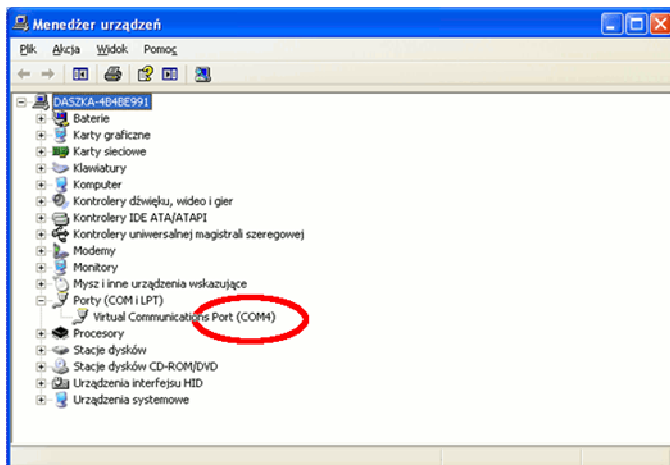 Menedżer urządzeń
Plik Akcja Widok Pomoc
DASZKA-4B4BE991
Baterie
Karty graficzne
Karty sieciowe
Klawiatury
Komputer
Kontrolery dźwięku, wideo i gier
Kontrolery IDE ATA/ATAPI
Kontrolery uniwersalnej magistrali szeregowej
Modemy
Monitory
Mysz i inne urządzenia wskazujące
Porty (COM i LPT)
Virtual Communications Port (COM4)
Procesory
Stacje dysków
Stacje dysków CD-ROM/DVD
Urządzenia interfejsu HID
Urządzenia systemowe